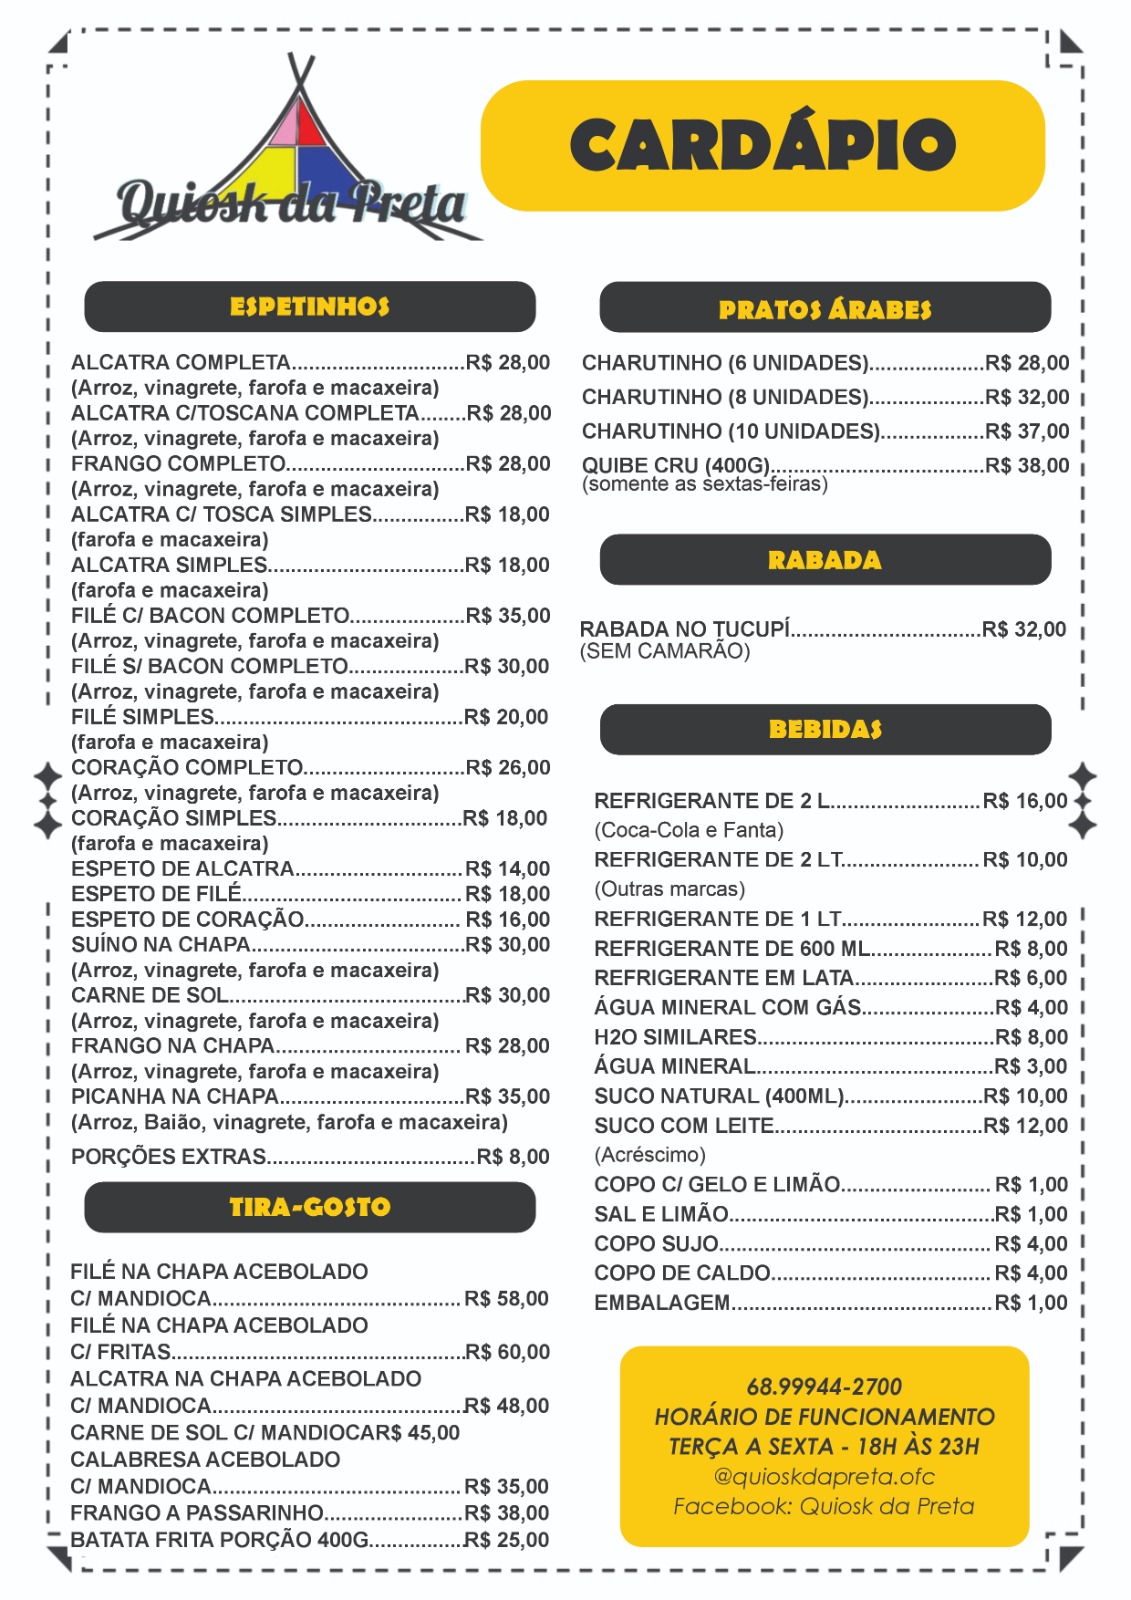 Quiosk da Preta
CARDÁPIO
ESPETINHOS
ALCATRA COMPLETA..............................R$ 28,00
(Arroz, vinagrete, farofa e macaxeira)
ALCATRA C/TOSCANA COMPLETA........R$ 28,00
(Arroz, vinagrete, farofa e macaxeira)
FRANGO COMPLETO...............................R$ 28,00
(Arroz, vinagrete, farofa e macaxeira)
ALCATRA C/ TOSCA SIMPLES................R$ 18,00
(farofa e macaxeira)
ALCATRA SIMPLES..................................R$ 18,00
(farofa e macaxeira)
FILÉ C/ BACON COMPLETO....................R$ 35,00
(Arroz, vinagrete, farofa e macaxeira)
FILÉ S/ BACON COMPLETO....................R$ 30,00
(Arroz, vinagrete, farofa e macaxeira)
FILÉ SIMPLES...........................................R$ 20,00
(farofa e macaxeira)
CORAÇÃO COMPLETO............................R$ 26,00
(Arroz, vinagrete, farofa e macaxeira)
CORAÇÃO SIMPLES................................R$ 18,00
(farofa e macaxeira)
ESPETO DE ALCATRA.............................R$ 14,00
ESPETO DE FILÉ......................................R$ 18,00
ESPETO DE CORAÇÃO........................... R$ 16,00
SUÍNO NA CHAPA.....................................R$ 30,00
(Arroz, vinagrete, farofa e macaxeira)
CARNE DE SOL.........................................R$ 30,00
(Arroz, vinagrete, farofa e macaxeira)
FRANGO NA CHAPA................................ R$ 28,00
(Arroz, vinagrete, farofa e macaxeira)
PICANHA NA CHAPA................................R$ 35,00
(Arroz, Baião, vinagrete, farofa e macaxeira)
PORÇÕES EXTRAS....................................R$ 8,00
TIRA-GOSTO
FILÉ NA CHAPA ACEBOLADO
C/ MANDIOCA...........................................R$ 58,00
FILÉ NA CHAPA ACEBOLADO
C/ FRITAS...................................................R$ 60,00
ALCATRA NA CHAPA ACEBOLADO
C/ MANDIOCA............................................R$ 48,00
CARNE DE SOL C/ MANDIOCAR$ 45,00
CALABRESA ACEBOLADO
C/ MANDIOCA...........................................R$ 35,00
FRANGO A PASSARINHO........................R$ 38,00
BATATA FRITA PORÇÃO 400G.................R$ 25,00
PRATOS ÁRABES
CHARUTINHO (6 UNIDADES)....................R$ 28,00
CHARUTINHO (8 UNIDADES)....................R$ 32,00
CHARUTINHO (10 UNIDADES)..................R$ 37,00
QUIBE CRU (400G).....................................R$ 38,00
(somente as sextas-feiras)
RABADA
RABADA NO TUCUPÍ.................................R$ 32,00
(SEM CAMARÃO)
BEBIDAS
REFRIGERANTE DE 2 L..........................R$ 16,00
(Coca-Cola e Fanta)
REFRIGERANTE DE 2 LT........................ R$ 10,00
(Outras marcas)
REFRIGERANTE DE 1 LT........................R$ 12,00
REFRIGERANTE DE 600 ML.....................R$ 8,00
REFRIGERANTE EM LATA........................R$ 6,00
ÁGUA MINERAL COM GÁS.......................R$ 4,00
H2O SIMILARES.........................................R$ 8,00
ÁGUA MINERAL.........................................R$ 3,00
SUCO NATURAL (400ML)........................R$ 10,00
SUCO COM LEITE....................................R$ 12,00
(Acréscimo)
COPO C/ GELO E LIMÃO.......................... R$ 1,00
SAL E LIMÃO..............................................R$ 1,00
COPO SUJO............................................... R$ 4,00
COPO DE CALDO...................................... R$ 4,00
EMBALAGEM.............................................R$ 1,00
68.99944-2700
HORÁRIO DE FUNCIONAMENTO
TERÇA A SEXTA - 18H ÀS 23H
@quioskdapreta.ofc
Facebook: Quiosk da Preta